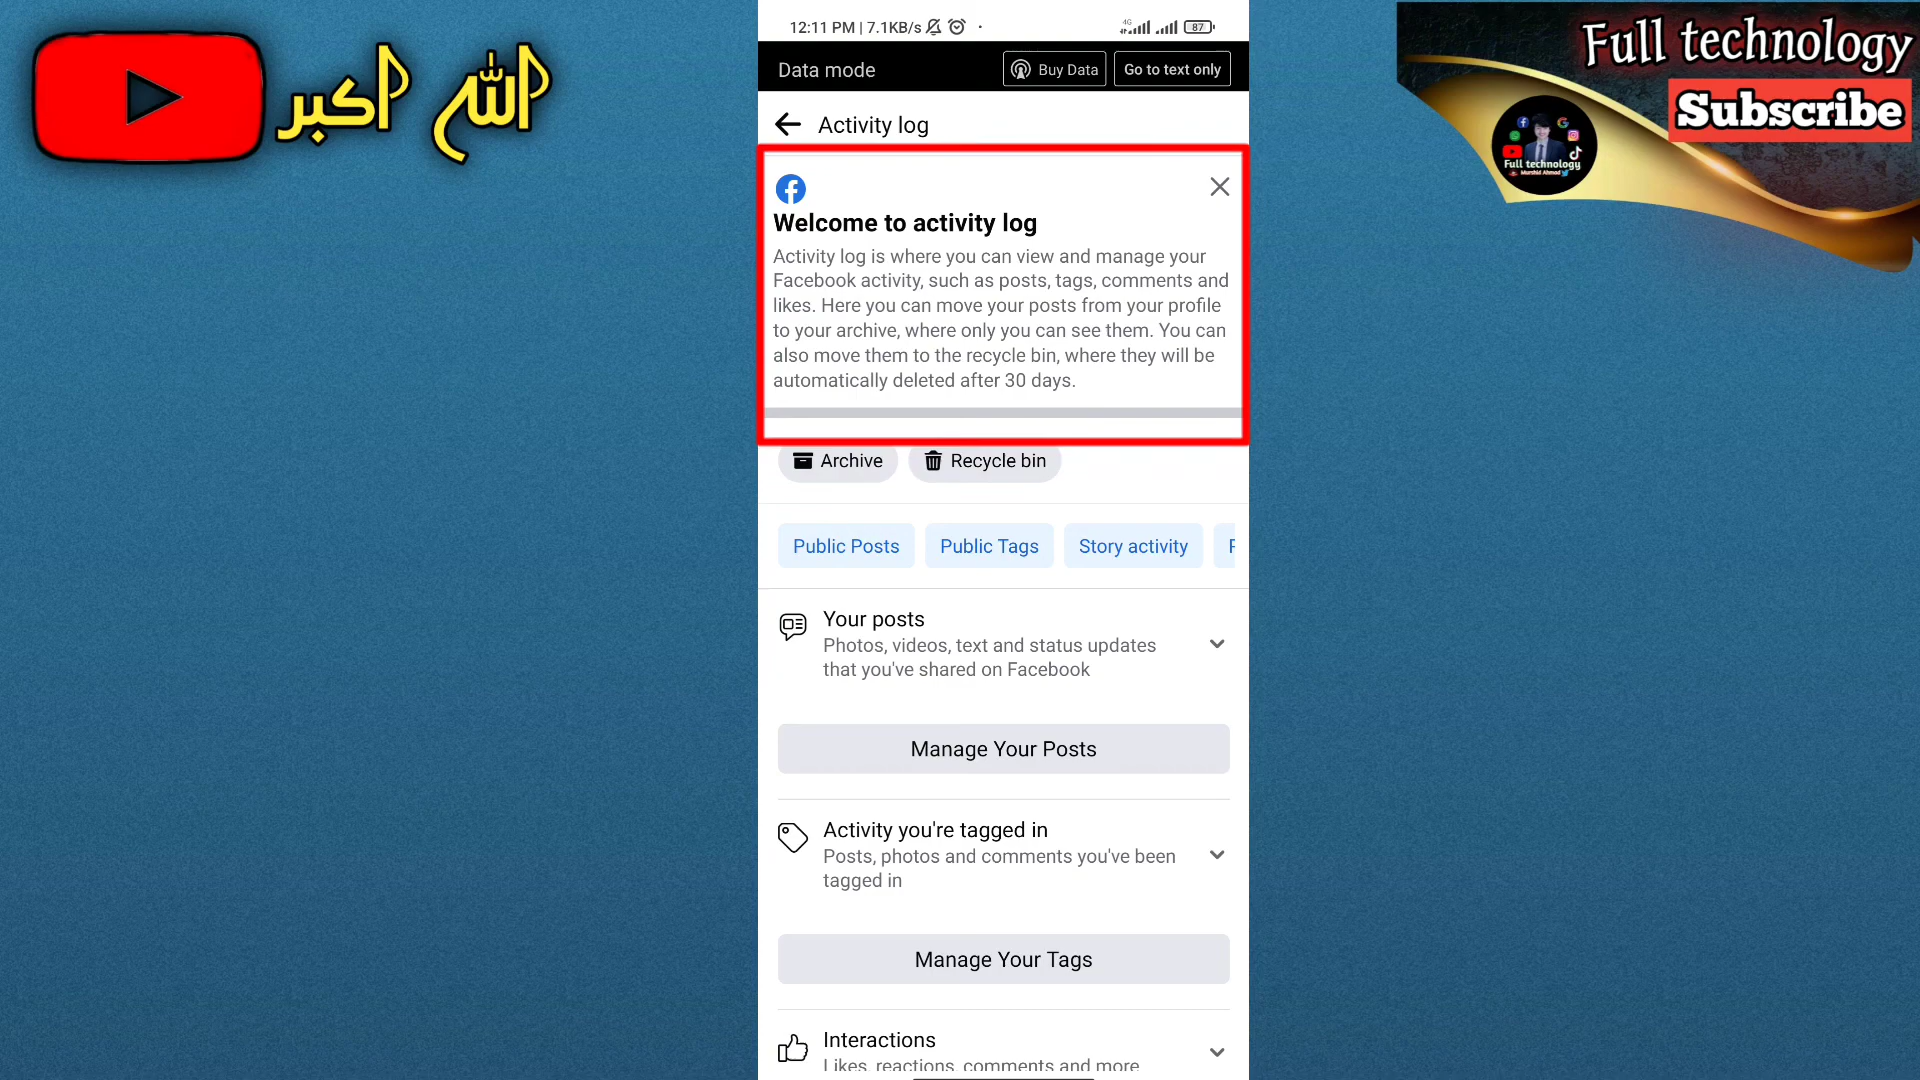 الله اكبر
12:11 PM | 7.1KB/s
4G
87
Data mode
Buy Data
Go to text only
Activity log
Welcome to activity log
Activity log is where you can view and manage your
Facebook activity, such as posts, tags, comments and
likes. Here you can move your posts from your profile
to your archive, where only you can see them. You can
also move them to the recycle bin, where they will be
automatically deleted after 30 days.
Archive
Recycle bin
Public Posts
Public Tags
Story activity
Your posts
Photos, videos, text and status updates
that you've shared on Facebook
Manage Your Posts
Activity you're tagged in
Posts, photos and comments you've been
tagged in
Manage Your Tags
Interactions
Likes, reactions, comments and more
Full technology
Subscribe
Full technology
Murshid Ahmad